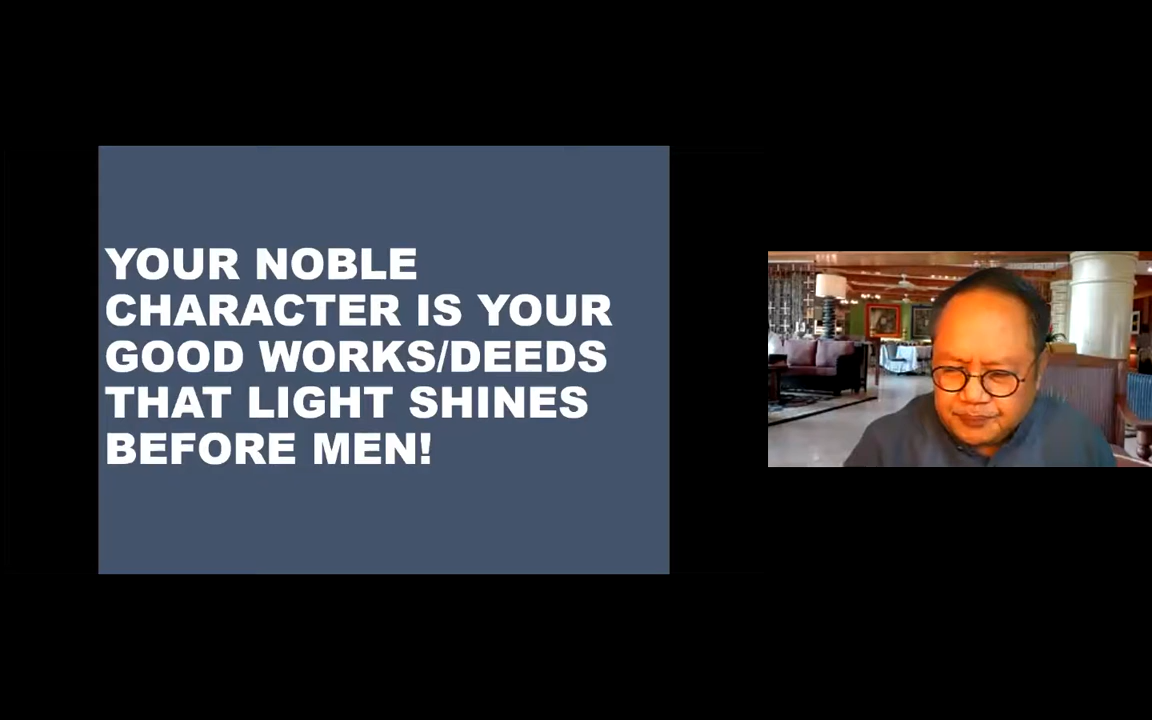 YOUR NOBLE
CHARACTER IS YOUR
GOOD WORKS/DEEDS
THAT LIGHT SHINES
BEFORE MEN!